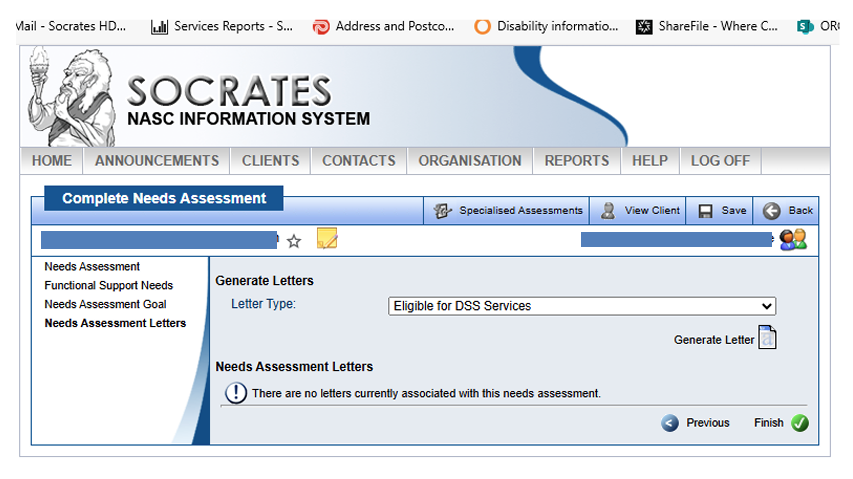 Mail - Socrates HD... Services Reports - S... Address and Postco... Disability informatio... ShareFile - Where C... ORG
SOCRATES
NASC INFORMATION SYSTEM
HOME ANNOUNCEMENTS CLIENTS CONTACTS ORGANISATION REPORTS HELP LOG OFF
Complete Needs Assessment
Specialised Assessments View Client Save Back
Needs Assessment
Functional Support Needs
Needs Assessment Goal
Needs Assessment Letters
Generate Letters
Letter Type: Eligible for DSS Services
Generate Letter
Needs Assessment Letters
There are no letters currently associated with this needs assessment.
Previous Finish